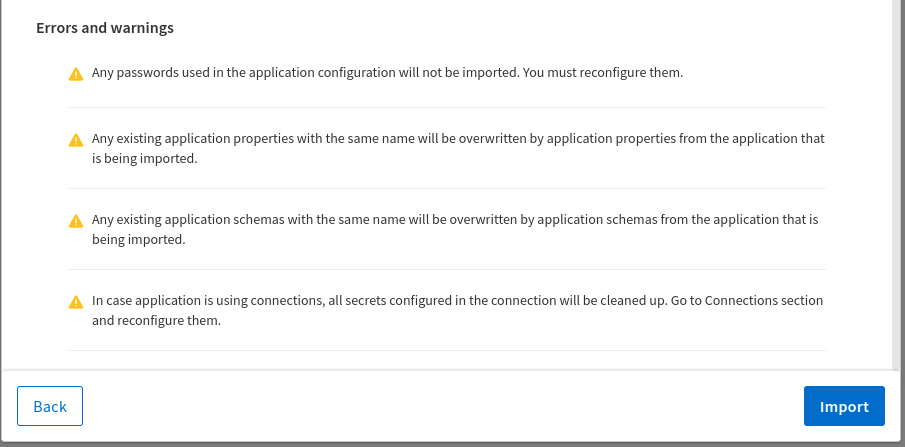 Errors and warnings
Any passwords used in the application configuration will not be imported. You must reconfigure them.
Any existing application properties with the same name will be overwritten by application properties from the application that
is being imported.
Any existing application schemas with the same name will be overwritten by application schemas from the application that is
being imported.
In case application is using connections, all secrets configured in the connection will be cleaned up. Go to Connections section
and reconfigure them.
Back
Import